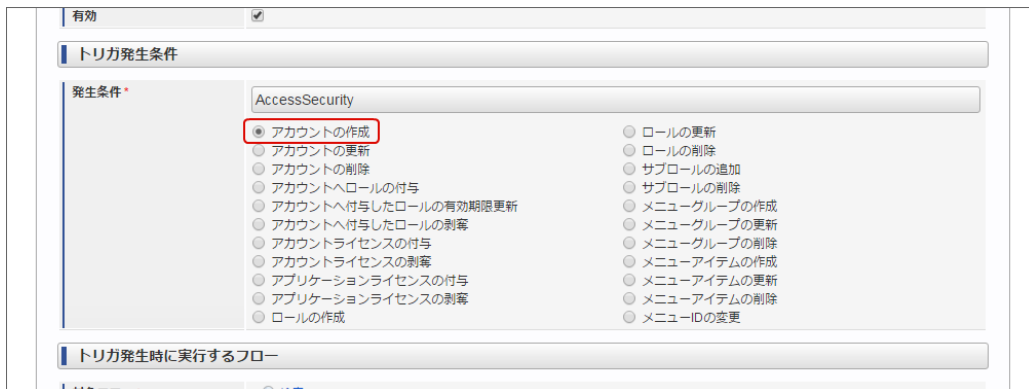 有効
トリガ発生条件
発生条件*
AccessSecurity
アカウントの作成
アカウントの更新
アカウントの削除
アカウントへロールの付与
アカウントへ付与したロールの有効期限更新
アカウントへ付与したロールの剥奪
アカウントライセンスの付与
アカウントライセンスの剥奪
アプリケーションライセンスの付与
アプリケーションライセンスの剥奪
ロールの作成
ロールの更新
ロールの削除
サブロールの追加
サブロールの削除
メニューグループの作成
メニューグループの更新
メニューグループの削除
メニューアイテムの作成
メニューアイテムの更新
メニューアイテムの削除
メニューIDの変更
トリガ発生時に実行するフロー